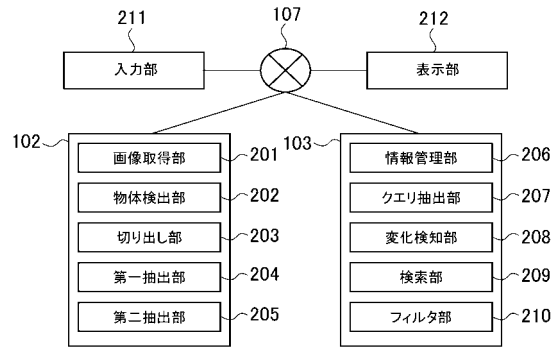 211
107
212
入力部
表示部
102
画像取得部
201
物体検出部
202
切り出し部
203
第一抽出部
204
第二抽出部
205
103
情報管理部
206
クエリ抽出部
207
変化検知部
208
検索部
209
フィルタ部
210